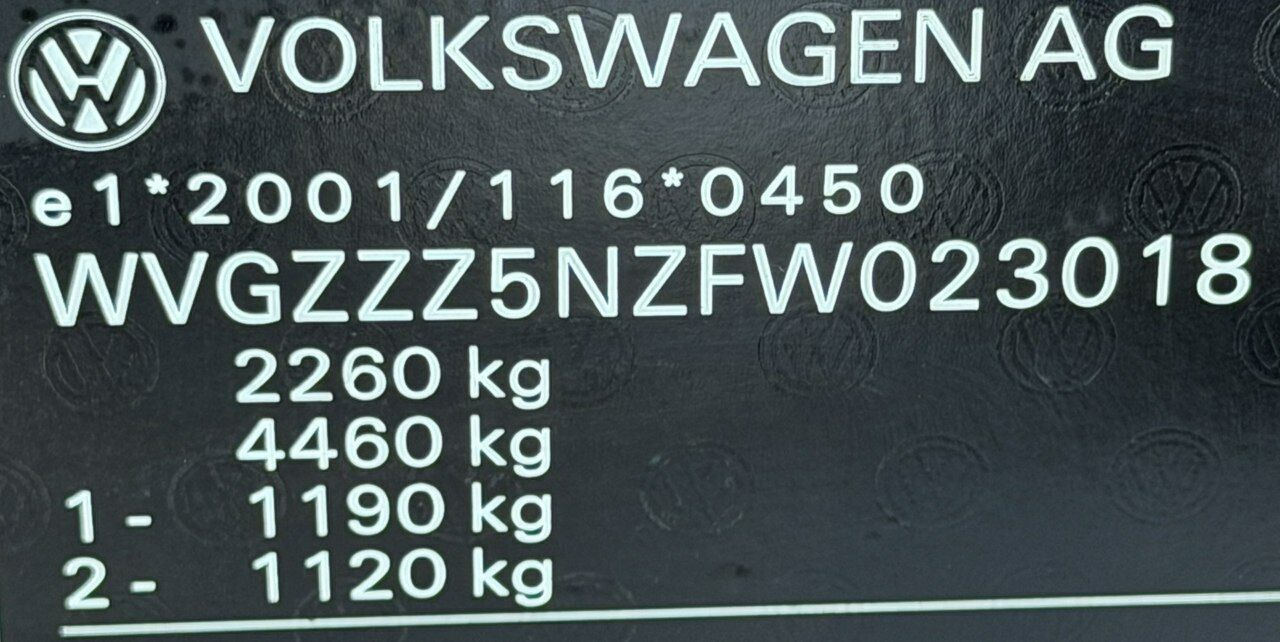 VOLKSWAGEN AG
e1*2001/116*0450
WVGZZZ5NZFW023018
2260 kg
4460 kg
1 - 1190 kg
2 - 1120 kg